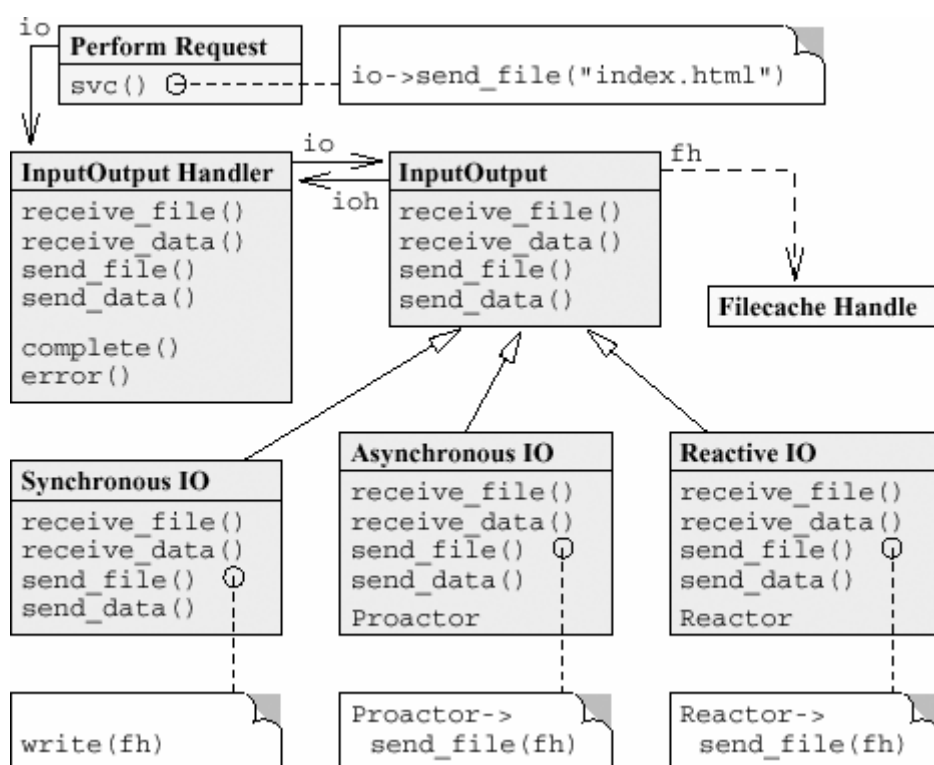 io
Perform Request
svc()
io->send_file("index.html")
InputOutput Handler
receive_file()
receive_data()
send_file()
send_data()
complete()
error()
io
ioh
InputOutput
receive_file()
receive_data()
send_file()
send_data()
fh
Filecache Handle
Synchronous IO
receive_file()
receive_data()
send_file()
send_data()
write(fh)
Asynchronous IO
receive_file()
receive_data()
send_file()
send_data()
Proactor
Proactor->
send_file(fh)
Reactive IO
receive_file()
receive_data()
send_file()
send_data()
Reactor
Reactor->
send_file(fh)